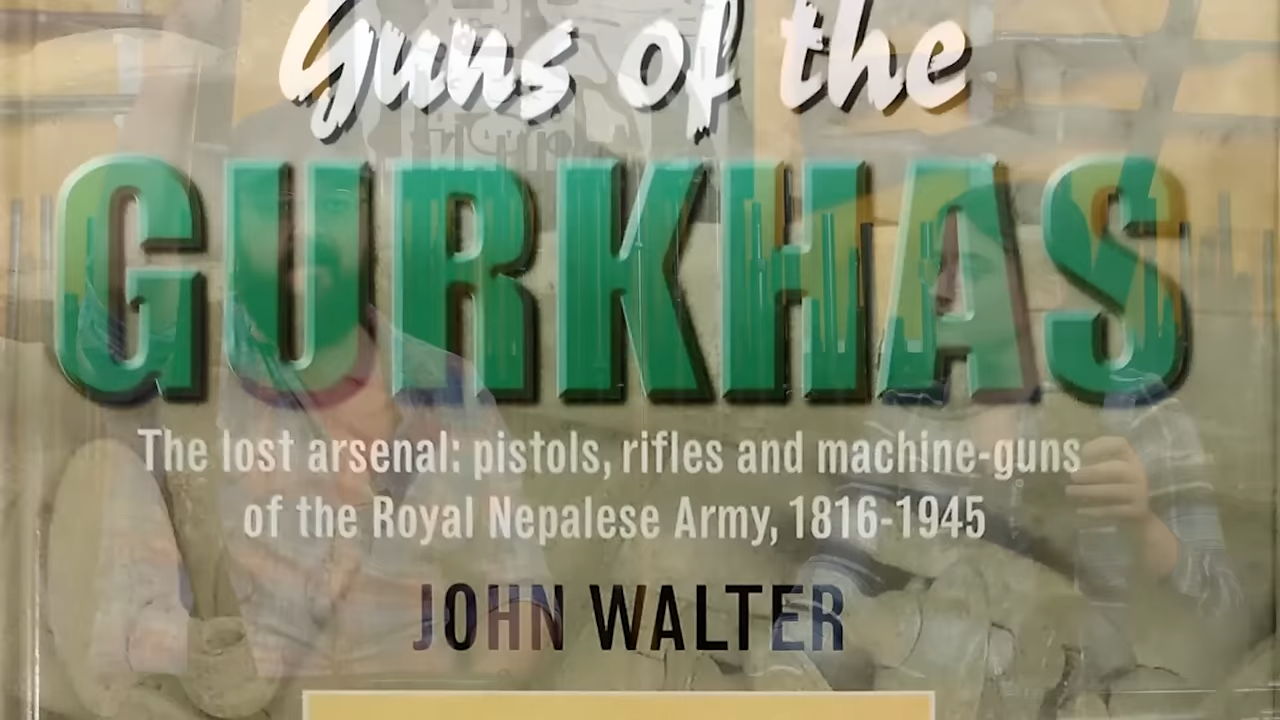 Guns of the
GURKHAS
The lost arsenal: pistols, rifles and machine-guns
of the Royal Nepalese Army, 1816-1945
JOHN WALTER